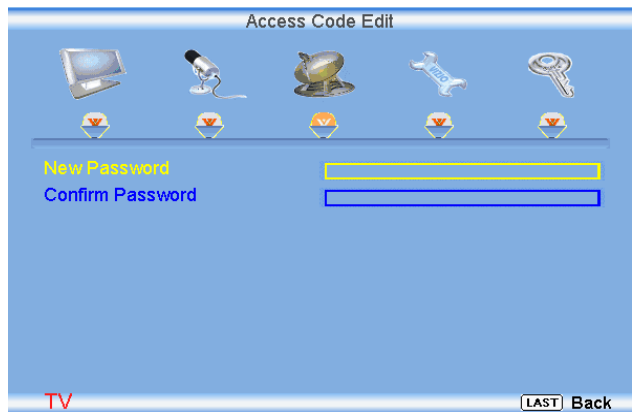 Access Code Edit
New Password
Confirm Password
TV
LAST Back